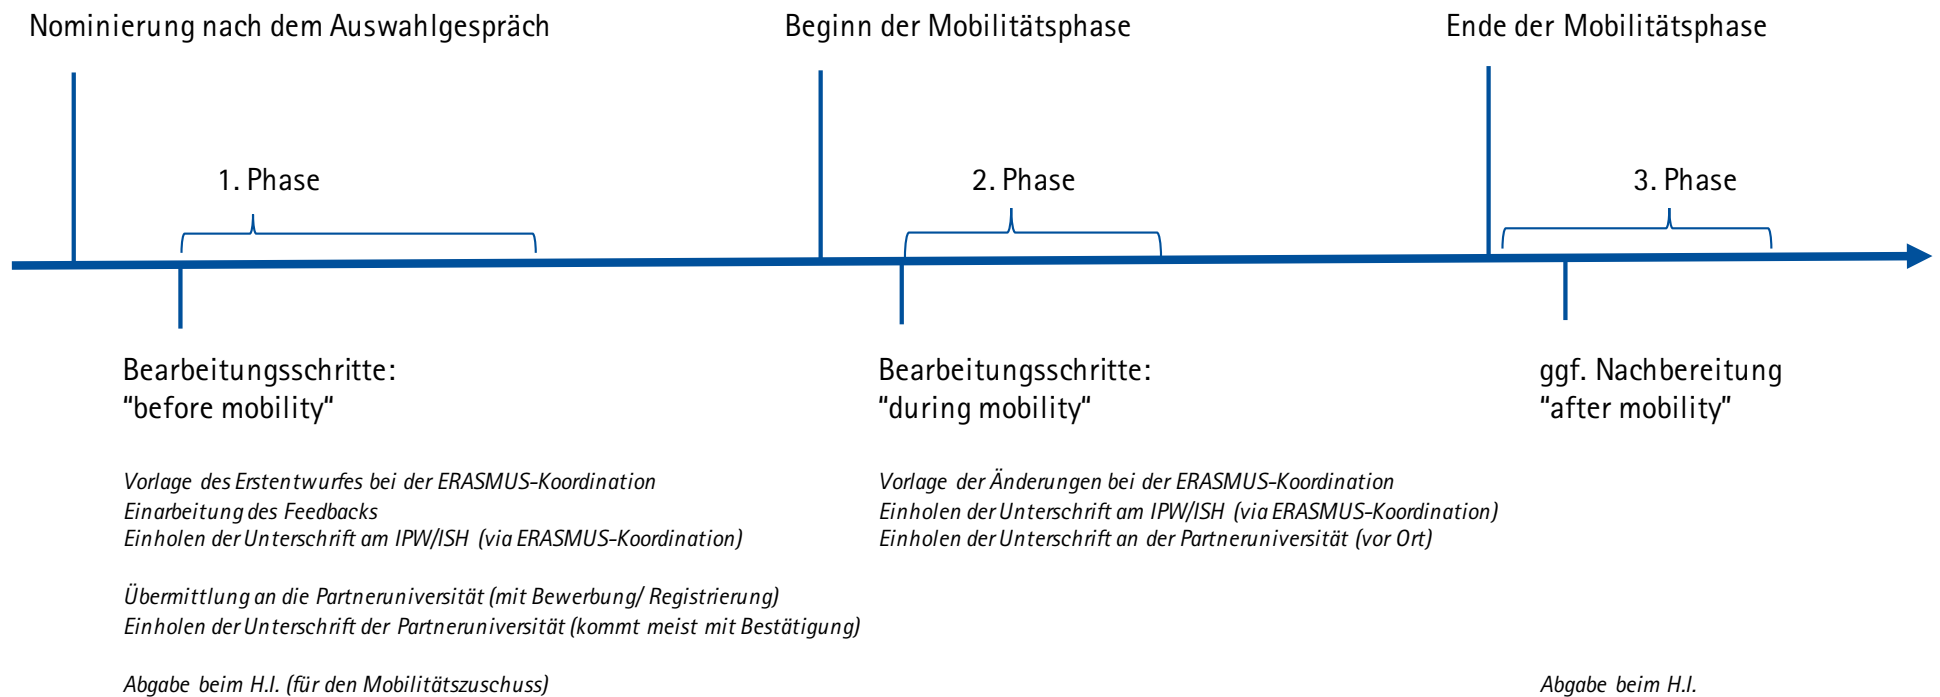 Nominierung nach dem Auswahlgespräch
Beginn der Mobilitätsphase
Ende der Mobilitätsphase
1. Phase
2. Phase
3. Phase
Bearbeitungsschritte:
"before mobility“
Vorlage des Erstentwurfes bei der ERASMUS-Koordination
Einarbeitung des Feedbacks
Einholen der Unterschrift am IPW/ISH (via ERASMUS-Koordination)
Übermittlung an die Partneruniversität (mit Bewerbung/ Registrierung)
Einholen der Unterschrift der Partneruniversität (kommt meist mit Bestätigung)
Abgabe beim H.I. (für den Mobilitätszuschuss)
Bearbeitungsschritte:
"during mobility“
Vorlage der Änderungen bei der ERASMUS-Koordination
Einholen der Unterschrift am IPW/ISH (via ERASMUS-Koordination)
Einholen der Unterschrift an der Partneruniversität (vor Ort)
ggf. Nachbereitung
"after mobility”
Abgabe beim H.I.